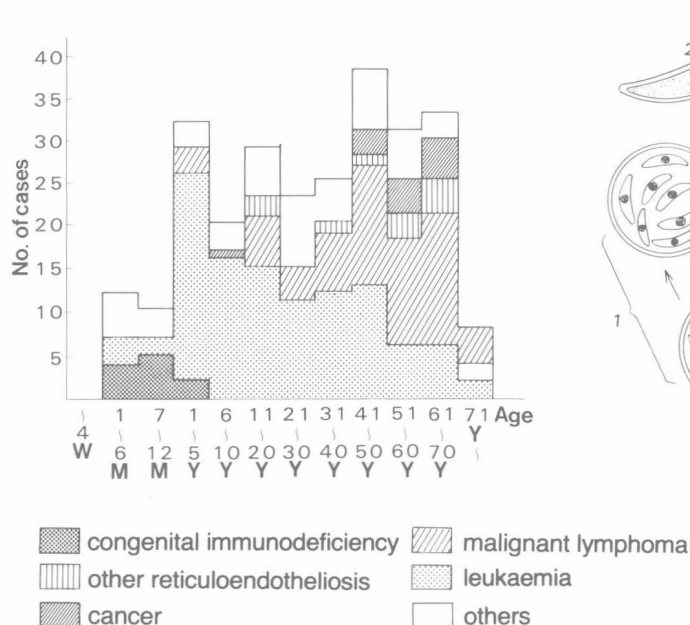 No. of cases
40
35
30
25
20
15
10
5
1 7 1 6 11 21 31 41 51 61 71 Age
~ ~ ~ ~ ~ ~ ~ ~ ~ ~ ~ Y
4 6 12 5 10 20 30 40 50 60 70 ~
W M M Y Y Y Y Y Y Y Y
congenital immunodeficiency
malignant lymphoma
other reticuloendotheliosis
leukaemia
cancer
others
2
1